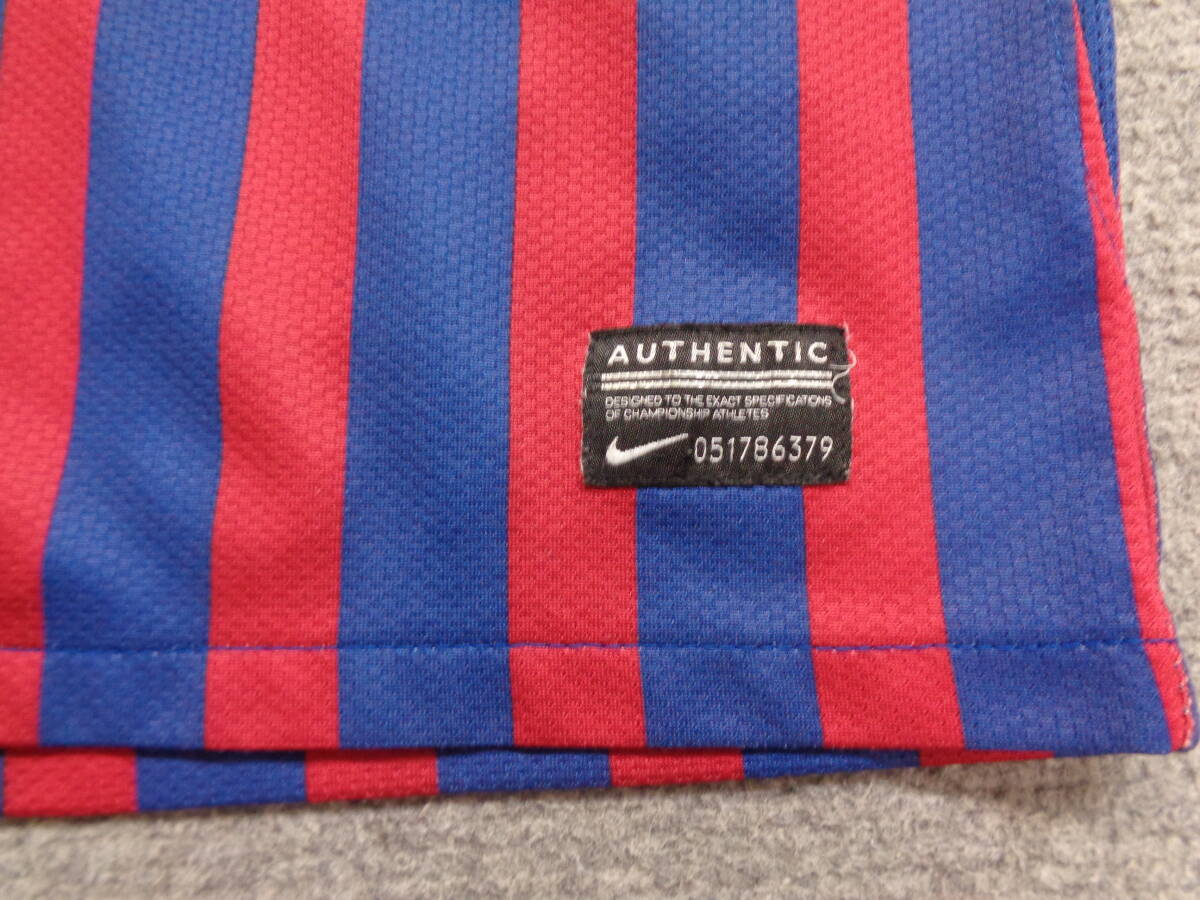 AUTHENTIC
DESIGNED TO THE EXACT SPECIFICATIONS
OF CHAMPIONSHIP ATHLETES
051786379